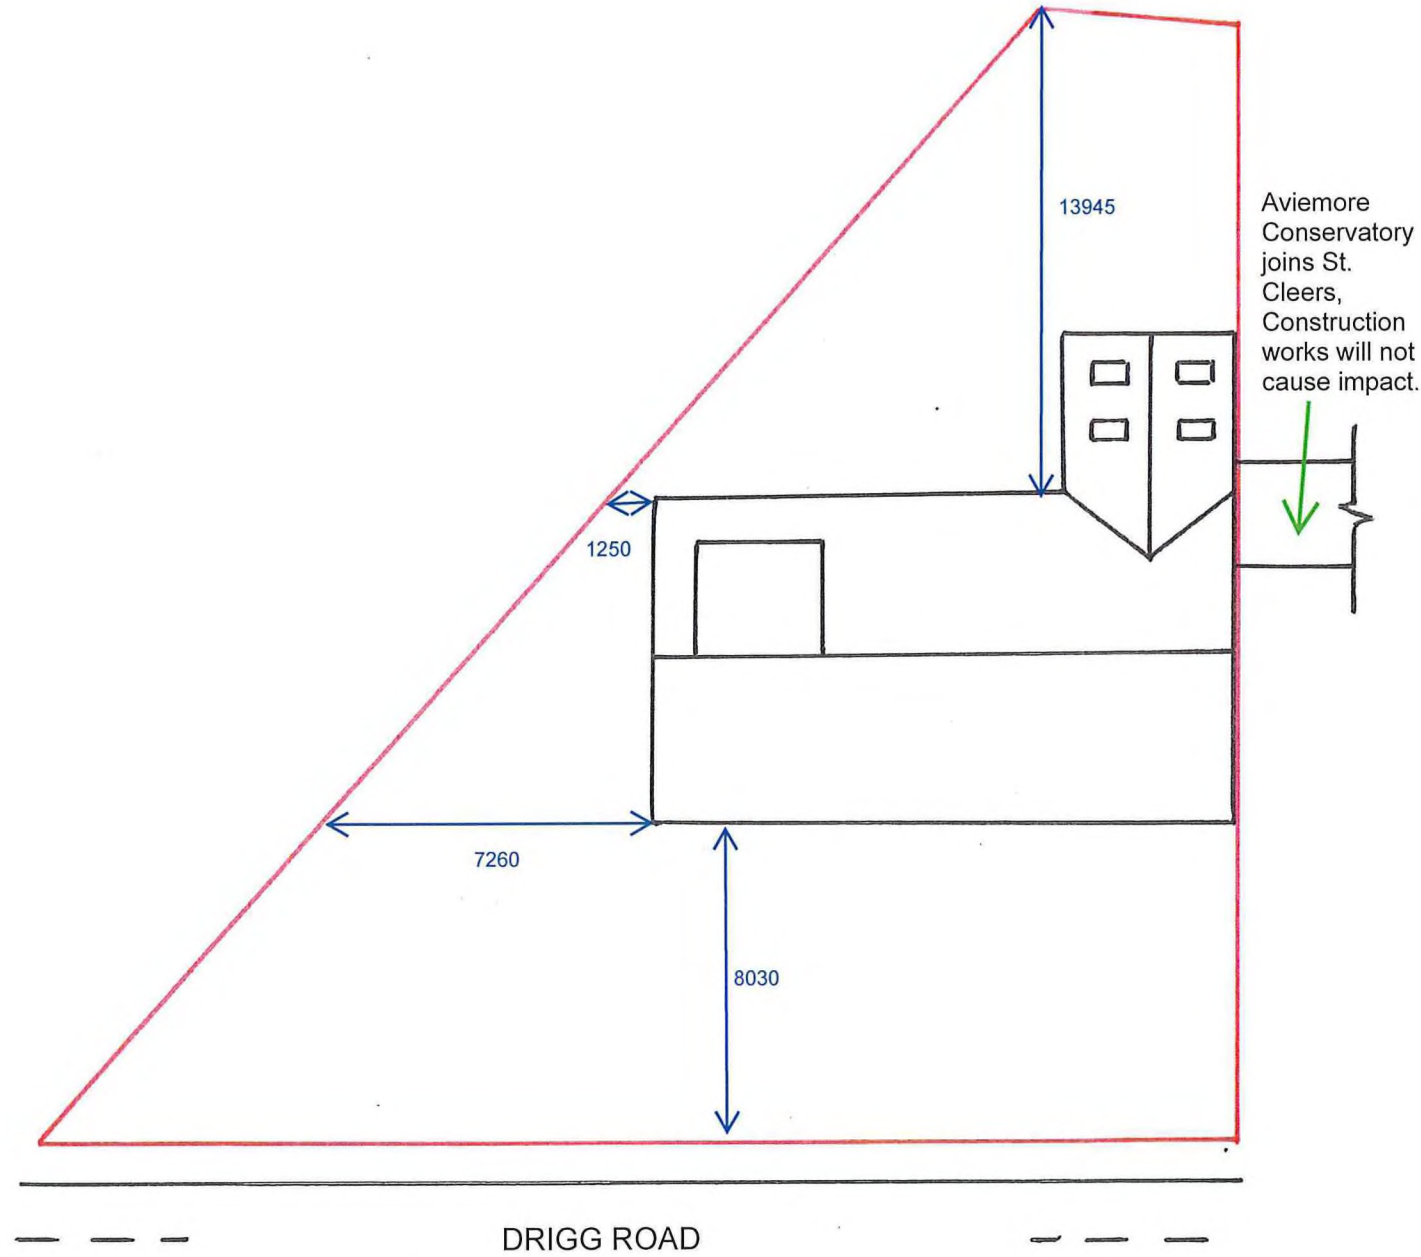 13945
Aviemore
Conservatory
joins St.
Cleers,
Construction
works will not
cause impact.
1250
7260
8030
DRIGG ROAD